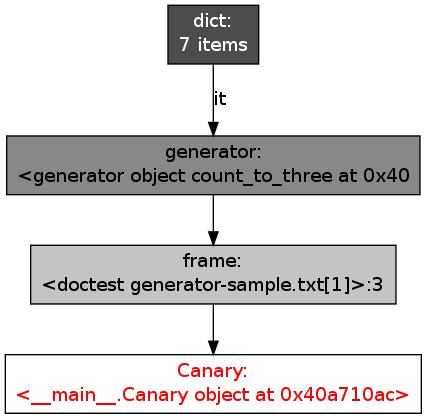 dict:
7 items
it
generator:
<generator object count_to_three at 0x40
frame:
<doctest generator-sample.txt[1]>:3
Canary:
<__main__.Canary object at 0x40a710ac>